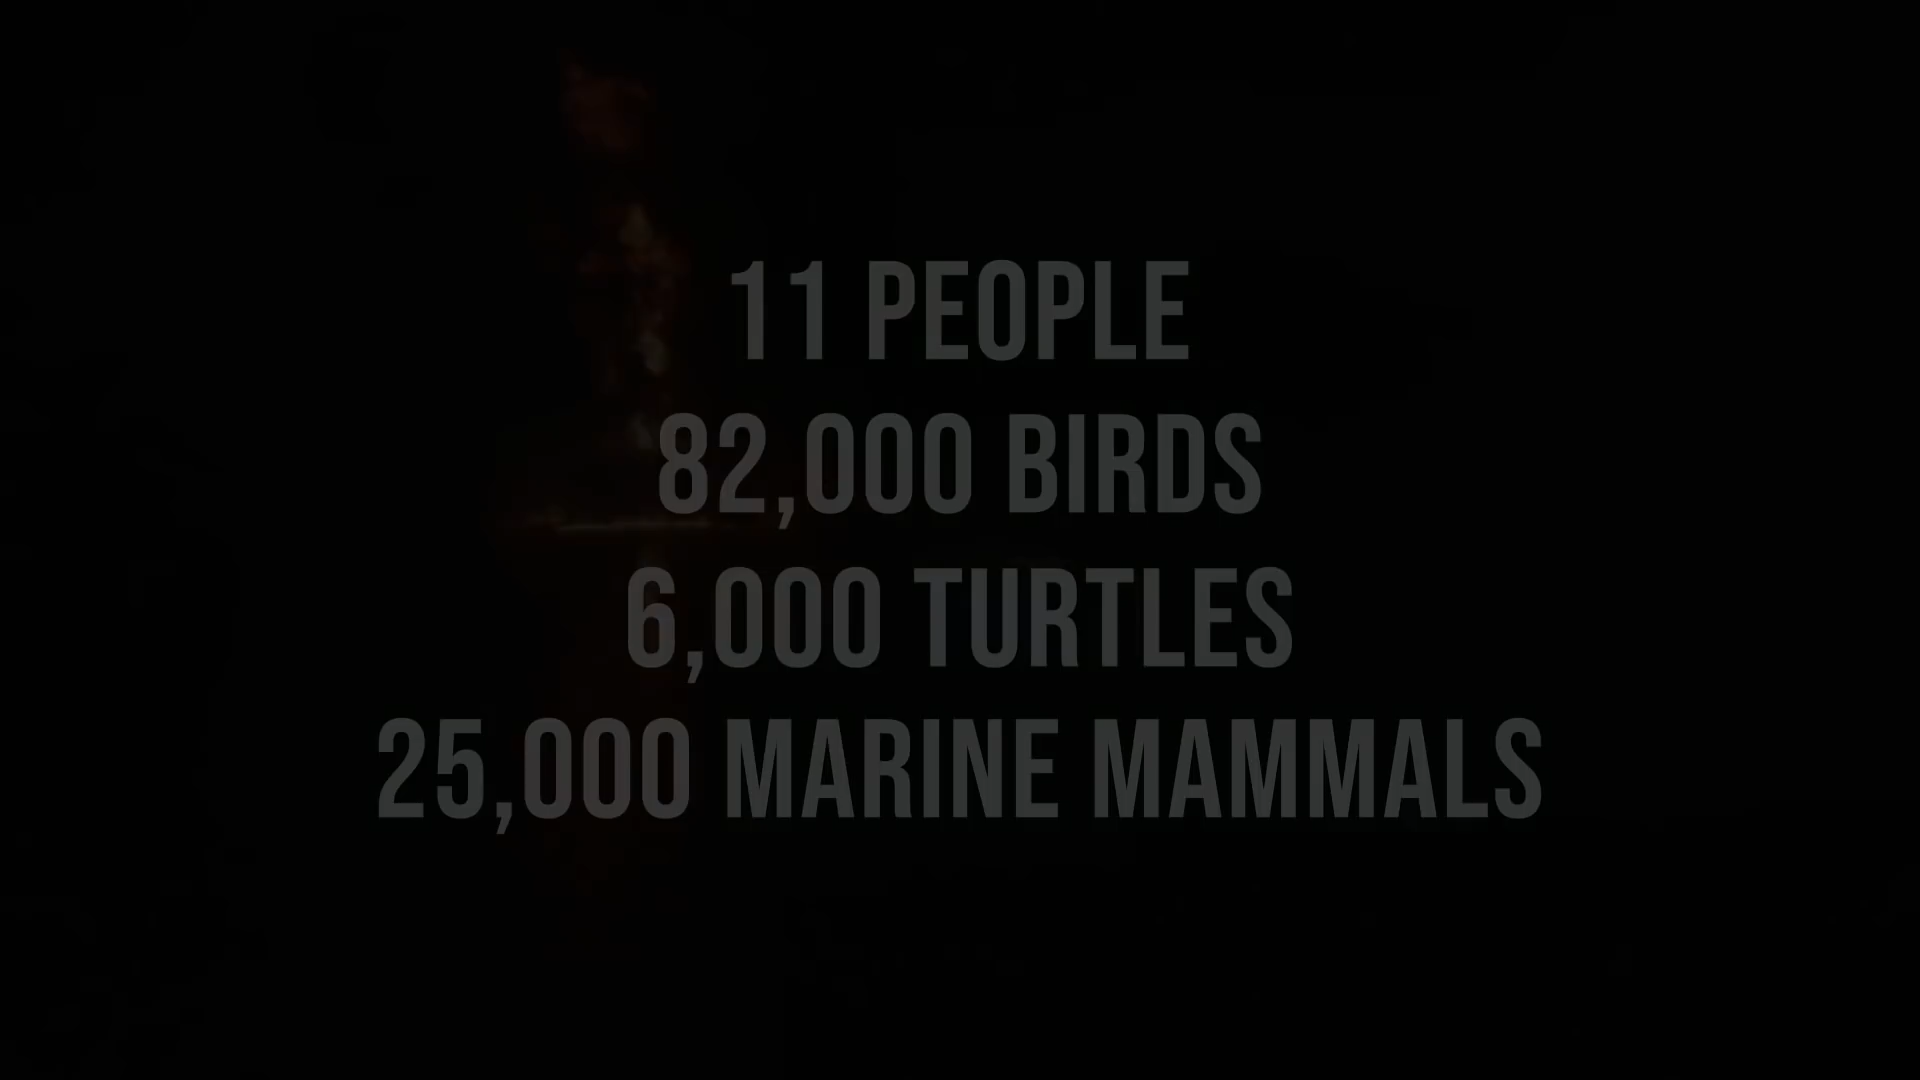 11 PEOPLE
82,000 BIRDS
6,000 TURTLES
25,000 MARINE MAMMALS